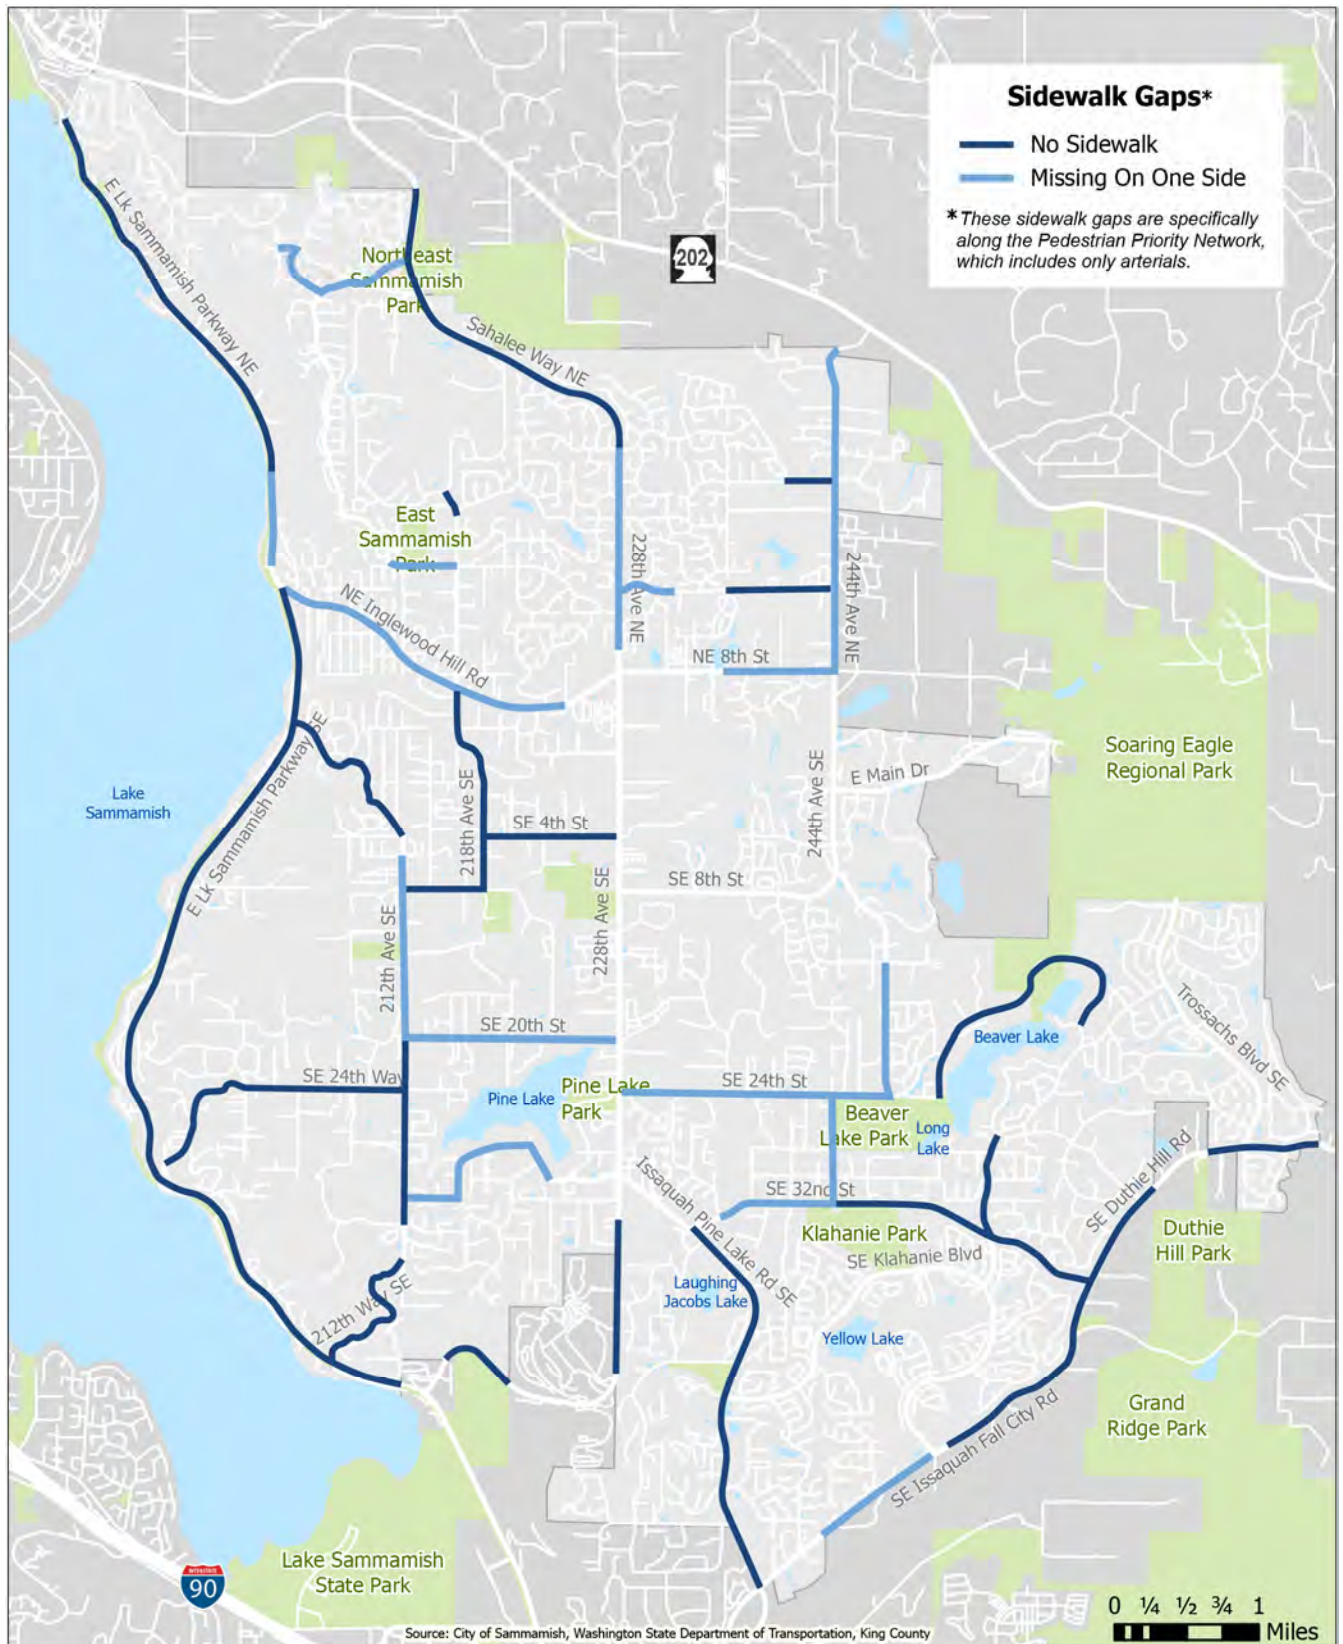 Sidewalk Gaps*
No Sidewalk
Missing On One Side
*These sidewalk gaps are specifically
along the Pedestrian Priority Network,
which includes only arterials.
202
E Lk Sammamish Parkway NE
Northeast
Sammamish
Park
Sahalee Way NE
East
Sammamish
Park
228th Ave NE
244th Ave NE
NE Inglewood Hill Rd
NE 8th St
Soaring Eagle
Regional Park
E Main Dr
Lake
Sammamish
E Lk Sammamish Parkway SE
218th Ave SE
SE 4th St
244th Ave SE
SE 8th St
228th Ave SE
212th Ave SE
SE 20th St
Trossachs Blvd SE
Beaver Lake
SE 24th Way
SE 24th St
Pine Lake
Pine Lake
Park
Beaver
Lake Park
Long
Lake
SE Duthie Hill Rd
Issaquah Pine Lake Rd SE
SE 32nd St
Klahanie Park
SE Klahanie Blvd
Duthie
Hill Park
Laughing
Jacobs Lake
212th Way SE
Yellow Lake
Grand
Ridge Park
SE Issaquah Fall City Rd
Lake Sammamish
State Park
INTERSTATE
90
0 ¼ ½ ¾ 1
Miles
Source: City of Sammamish, Washington State Department of Transportation, King County